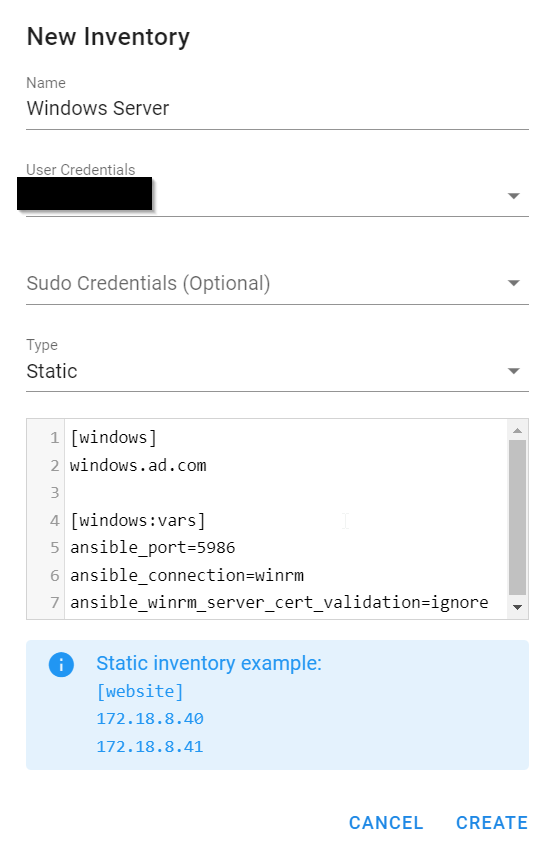 New Inventory
Name
Windows Server
User Credentials
Sudo Credentials (Optional)
Type
Static
1 [windows]
2 windows.ad.com
3
4 [windows:vars]
5 ansible_port=5986
6 ansible_connection=winrm
7 ansible_winrm_server_cert_validation=ignore
Static inventory example:
[website]
172.18.8.40
172.18.8.41
CANCEL CREATE